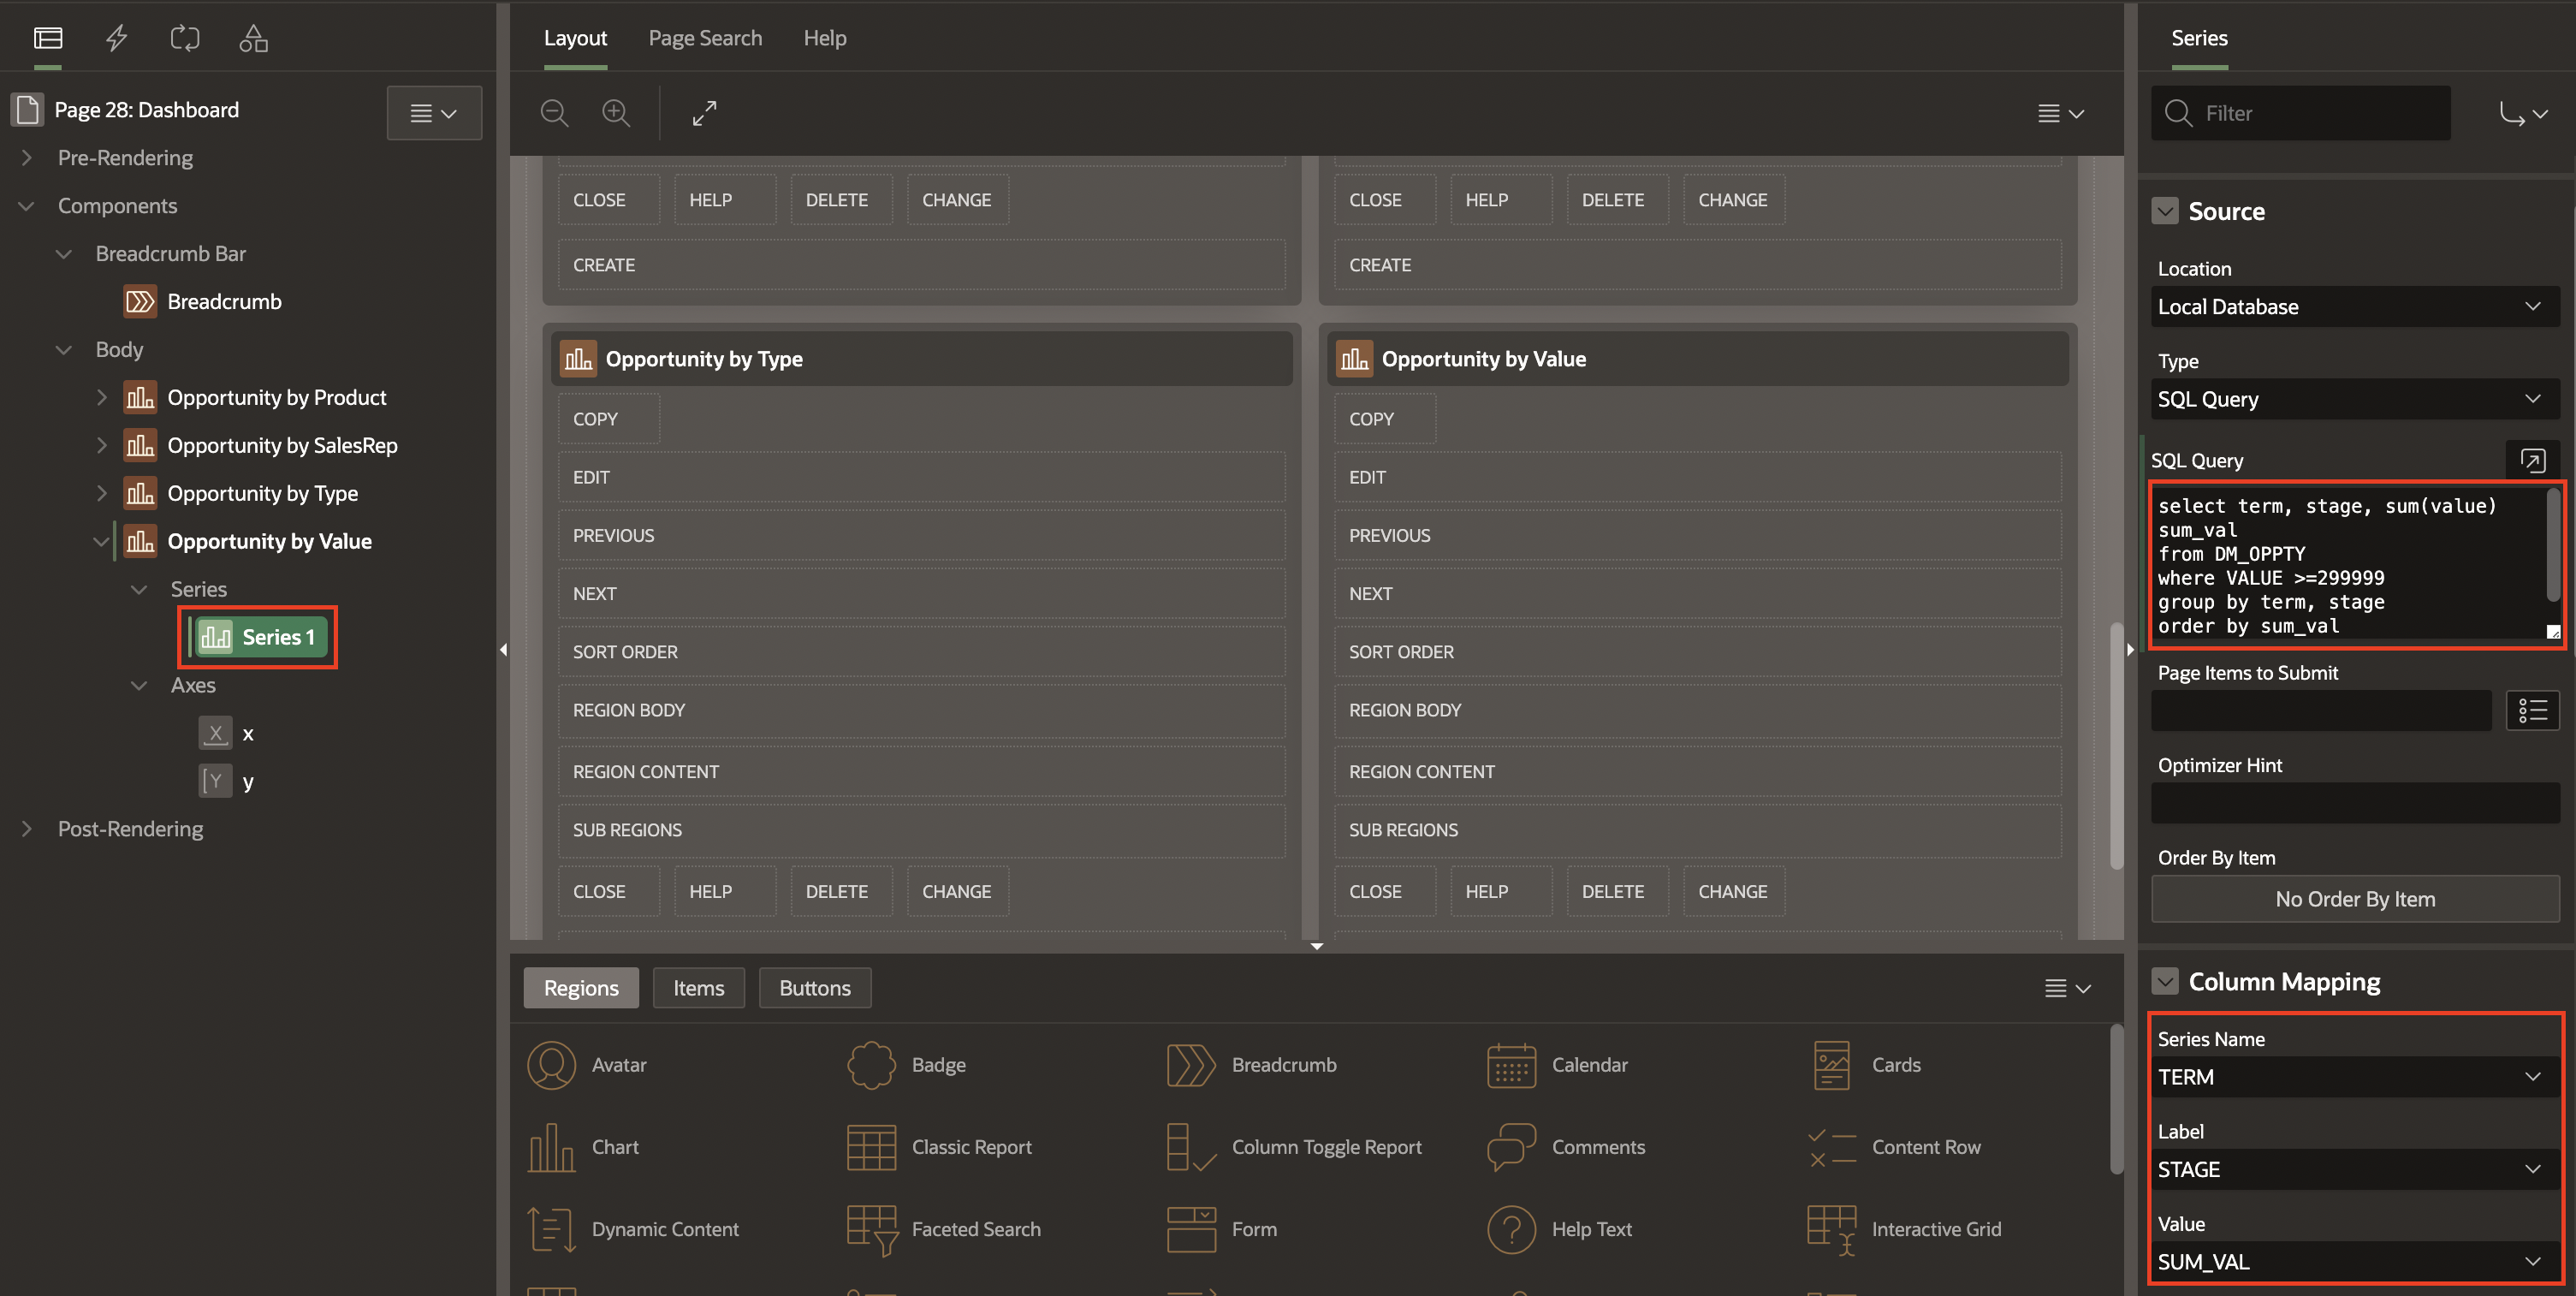 Page 28: Dashboard
Pre-Rendering
Components
Breadcrumb Bar
Breadcrumb
Body
Opportunity by Product
Opportunity by SalesRep
Opportunity by Type
Opportunity by Value
Series
Series 1
Axes
X x
Y y
Post-Rendering
Layout Page Search Help
CLOSE HELP DELETE CHANGE
CREATE
CLOSE HELP DELETE CHANGE
CREATE
Opportunity by Type
COPY
EDIT
PREVIOUS
NEXT
SORT ORDER
REGION BODY
REGION CONTENT
SUB REGIONS
CLOSE HELP DELETE CHANGE
Opportunity by Value
COPY
EDIT
PREVIOUS
NEXT
SORT ORDER
REGION BODY
REGION CONTENT
SUB REGIONS
CLOSE HELP DELETE CHANGE
Regions Items Buttons
Avatar Badge Breadcrumb Calendar Cards
Chart Classic Report Column Toggle Report Comments Content Row
Dynamic Content Faceted Search Form Help Text Interactive Grid
Series
Filter
Source
Location
Local Database
Type
SQL Query
SQL Query
select term, stage, sum(value)
sum_val
from DM_OPPTY
where VALUE >=299999
group by term, stage
order by sum_val
Page Items to Submit
Optimizer Hint
Order By Item
No Order By Item
Column Mapping
Series Name
TERM
Label
STAGE
Value
SUM_VAL